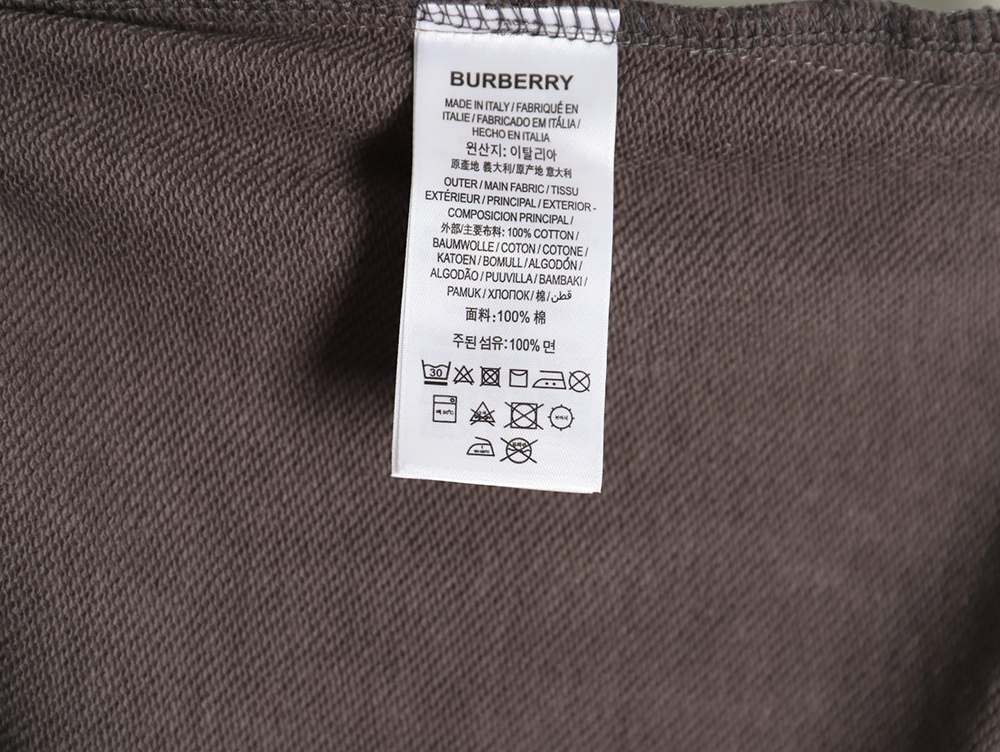 BURBERRY
MADE IN ITALY / FABRIQUÉ EN
ITALIE / FABRICADO EM ITÁLIA /
HECHO EN ITALIA
원산지: 이탈리아
原產地 義大利/原产地 意大利
OUTER / MAIN FABRIC / TISSU
EXTÉRIEUR / PRINCIPAL / EXTERIOR -
COMPOSICION PRINCIPAL /
外部/主要布料: 100% COTTON /
BAUMWOLLE / COTON / COTONE /
KATOEN / BOMULL / ALGODÓN /
ALGODÃO / PUUVILLA / BAMBAKI /
PAMUK / ХЛОПОК / 棉 / قطن
面料:100% 棉
주된 섬유: 100% 면
30